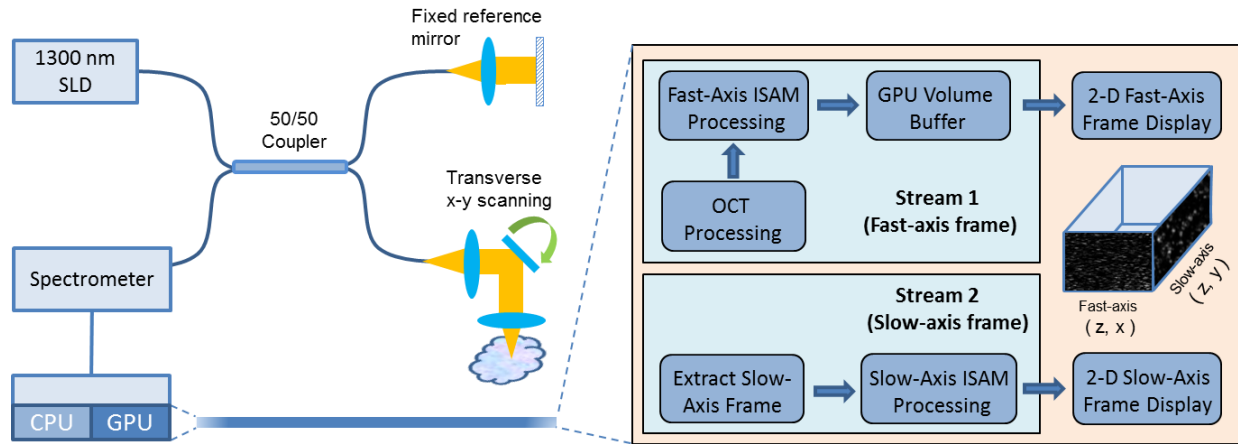 1300 nm
SLD
Fixed reference
mirror
50/50
Coupler
Transverse
x-y scanning
Spectrometer
CPU
GPU
Fast-Axis ISAM
Processing
GPU Volume
Buffer
2-D Fast-Axis
Frame Display
OCT
Processing
Stream 1
(Fast-axis frame)
Fast-axis
( z, x )
Slow-axis
( z, y )
Stream 2
(Slow-axis frame)
Extract Slow-
Axis Frame
Slow-Axis ISAM
Processing
2-D Slow-Axis
Frame Display